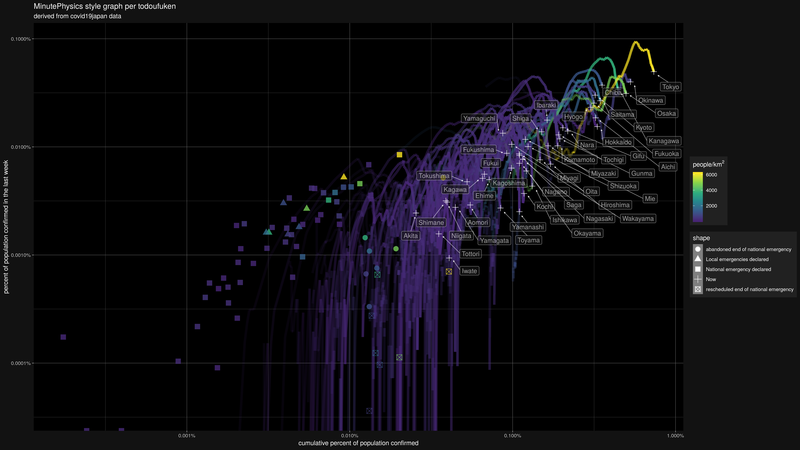 MinutePhysics style graph per todoufuken
derived from covid19japan data
0.1000%
0.0100%
0.0010%
0.0001%
percent of population confirmed in the last week
0.001%
0.010%
0.100%
1.000%
cumulative percent of population confirmed
Tokyo
Chiba
Okinawa
Ibaraki
Osaka
Saitama
Yamaguchi
Shiga
Hyogo
Kyoto
Kanagawa
Hokkaido
Nara
Fukushima
Fukuoka
Gifu
Kumamoto
Tochigi
Fukui
Aichi
Miyazaki
Gunma
Tokushima
Miyagi
Kagoshima
Shizuoka
Kagawa
Nagano
Oita
Ehime
Mie
Saga
Hiroshima
Kochi
Nagasaki
Wakayama
Ishikawa
Shimane
Aomori
Yamanashi
Okayama
Akita
Niigata
Yamagata
Toyama
Tottori
Iwate
people/km²
6000
4000
2000
shape
abandoned end of national emergency
Local emergencies declared
National emergency declared
Now
rescheduled end of national emergency